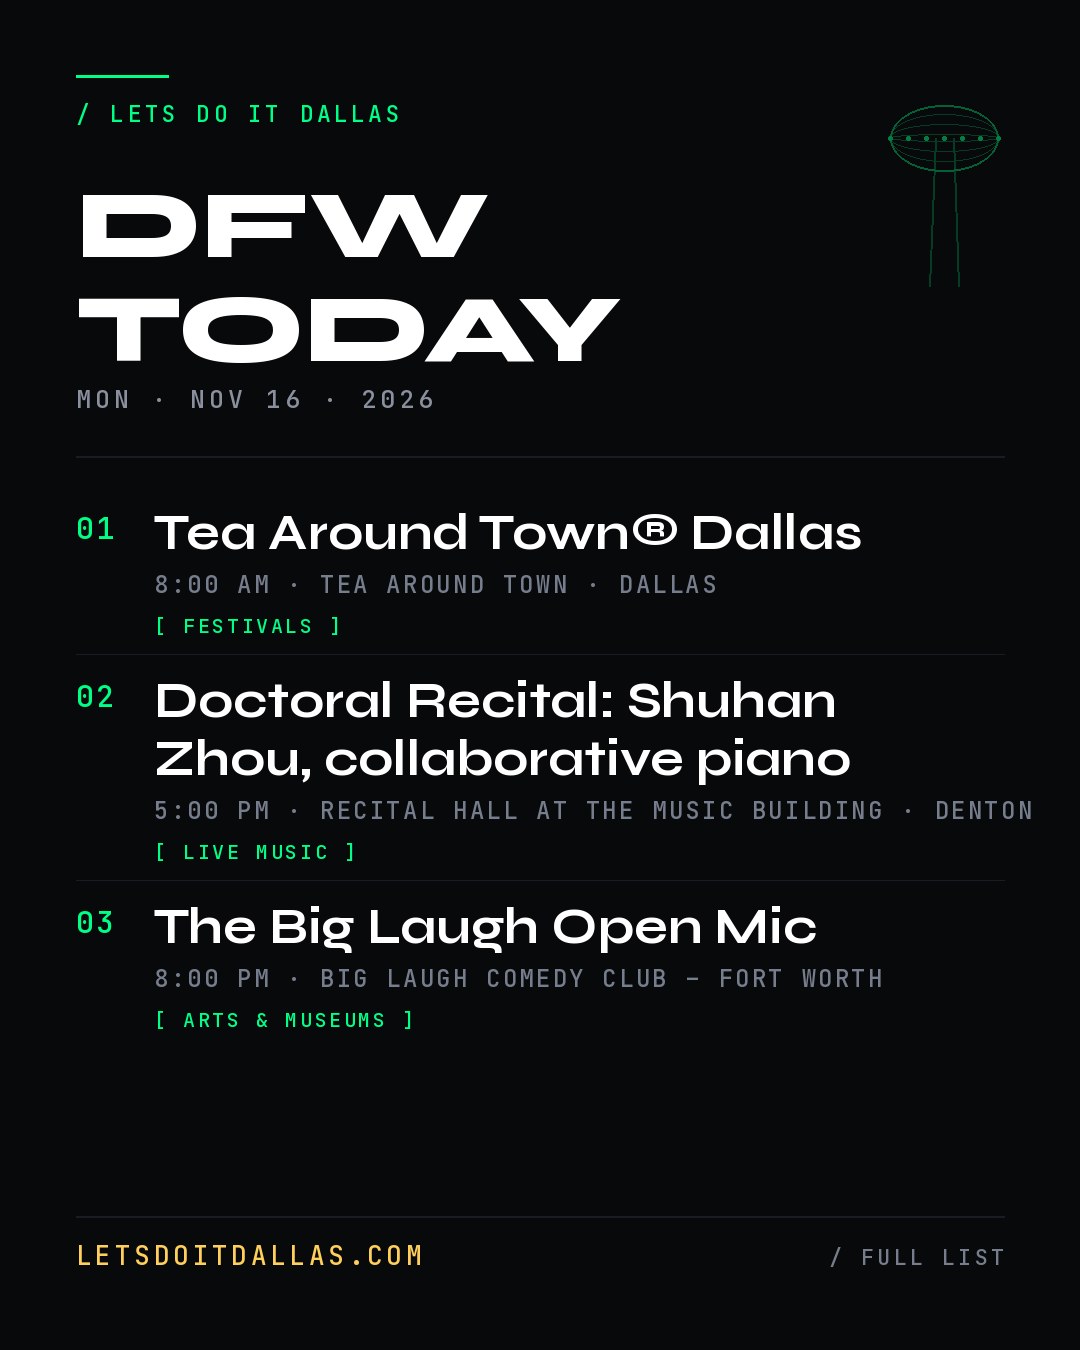 / LETS DO IT DALLAS
DFW
TODAY
MON · NOV 16 · 2026
01
Tea Around Town® Dallas
8:00 AM · TEA AROUND TOWN · DALLAS
[ FESTIVALS ]
02
Doctoral Recital: Shuhan
Zhou, collaborative piano
5:00 PM · RECITAL HALL AT THE MUSIC BUILDING · DENTON
[ LIVE MUSIC ]
03
The Big Laugh Open Mic
8:00 PM · BIG LAUGH COMEDY CLUB – FORT WORTH
[ ARTS & MUSEUMS ]
LETSDOITDALLAS.COM
/ FULL LIST